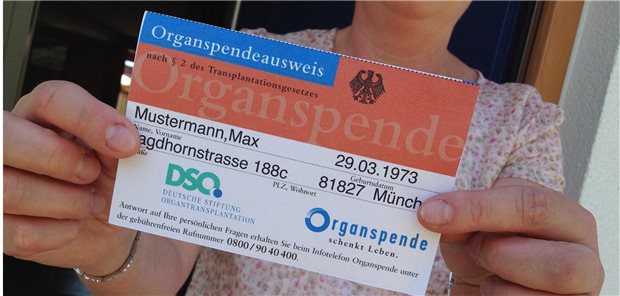 Organspendeausweis
nach § 2 des Transplantationsgesetzes
Organspende
Mustermann,Max 29.03.1973
Name, Vorname Geburtsdatum
agdhornstrasse 188c 81827 Münch
aße PLZ, Wohnort
DSO
DEUTSCHE STIFTUNG
ORGANTRANSPLANTATION
Organspende
schenkt Leben.
Antwort auf Ihre persönlichen Fragen erhalten Sie beim Infotelefon Organspende unter
der gebührenfreien Rufnummer 0800/90 40 400.